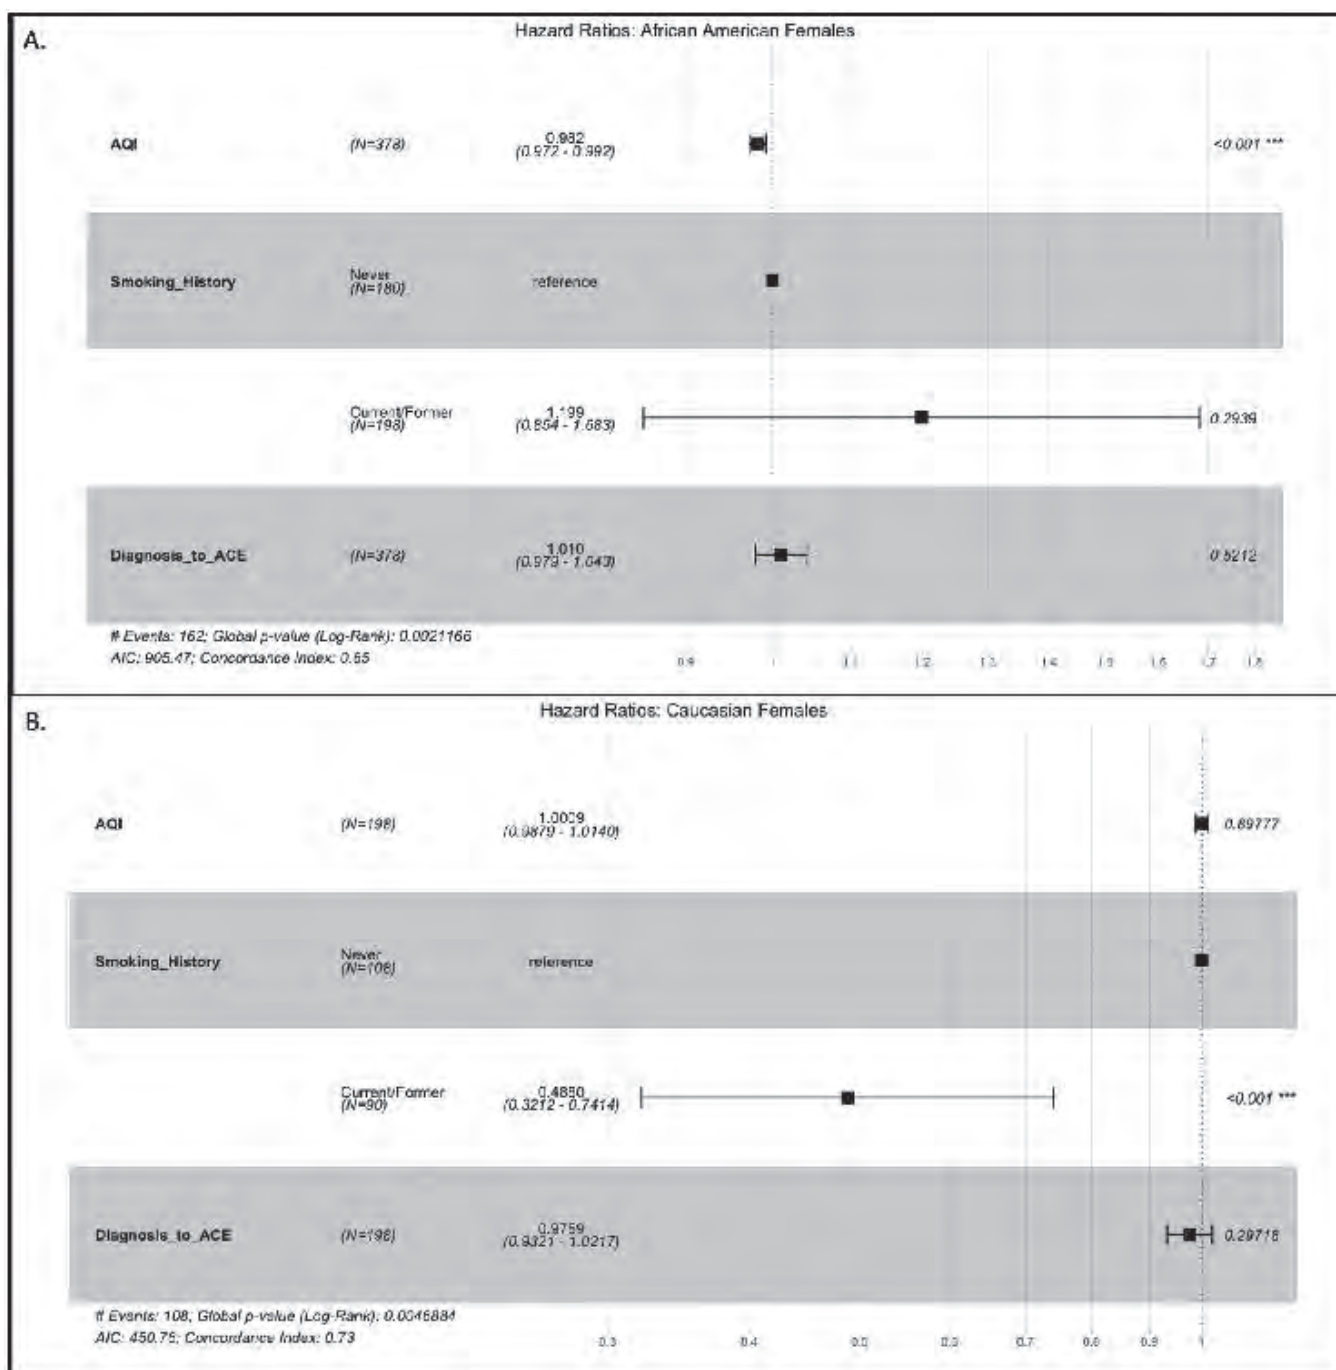 A.
Hazard Ratios: African American Females
AQI (N=378) 0.982 <0.001 ***
(0.972 - 0.992)
Smoking_History Never reference
(N=180)
Current/Former 1.199 0.2939
(N=198) (0.854 - 1.683)
Diagnosis_to_ACE (N=378) 1.010 0.5212
(0.979 - 1.043)
# Events: 162; Global p-value (Log-Rank): 0.0021166
AIC: 905.47; Concordance Index: 0.65
0.9 1 1.1 1.2 1.3 1.4 1.5 1.6 1.7 1.8
B.
Hazard Ratios: Caucasian Females
AQI (N=198) 1.0009 0.89777
(0.9879 - 1.0140)
Smoking_History Never reference
(N=108)
Current/Former 0.4880 <0.001 ***
(N=90) (0.3212 - 0.7414)
Diagnosis_to_ACE (N=198) 0.9759 0.29718
(0.9321 - 1.0217)
# Events: 108; Global p-value (Log-Rank): 0.0046884
AIC: 450.75; Concordance Index: 0.73
0.3 0.4 0.5 0.6 0.7 0.8 0.9 1